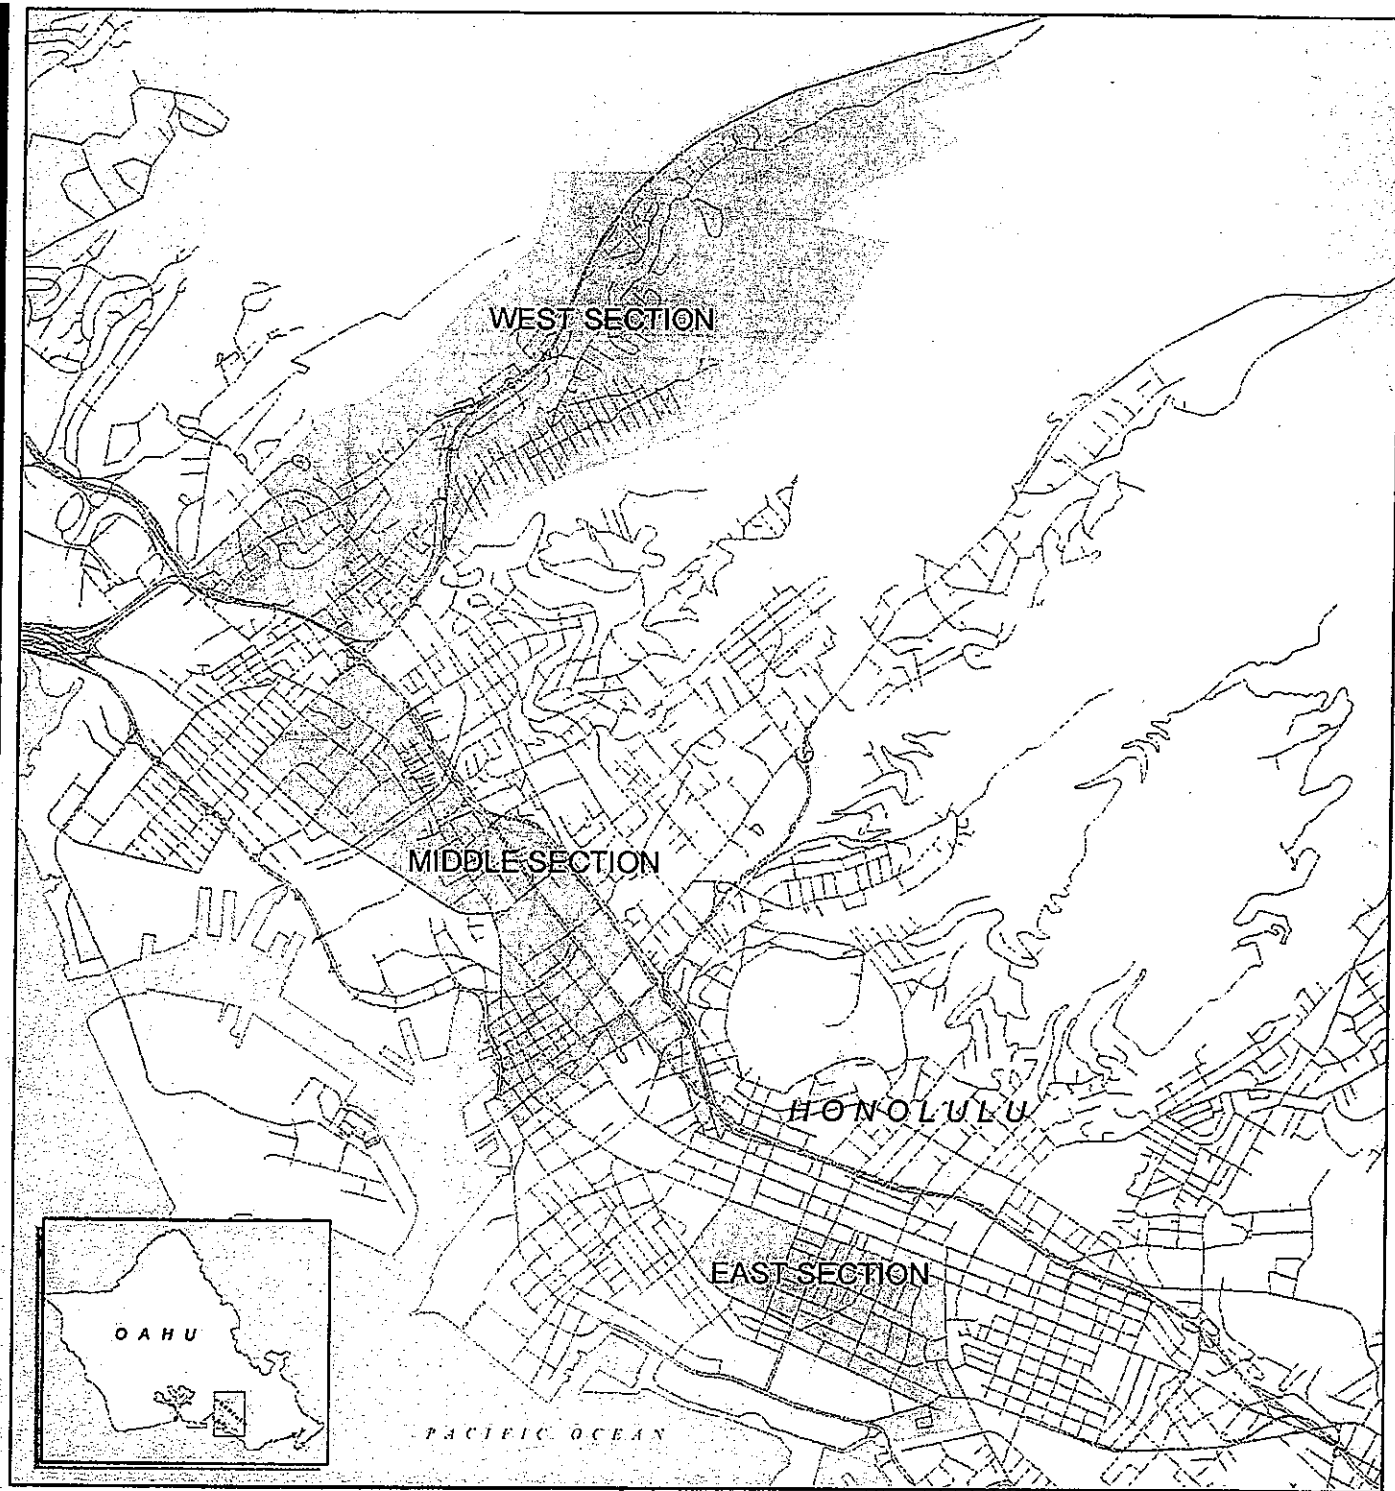 WEST SECTION
MIDDLE SECTION
HONOLULU
EAST SECTION
OAHU
PACIFIC OCEAN